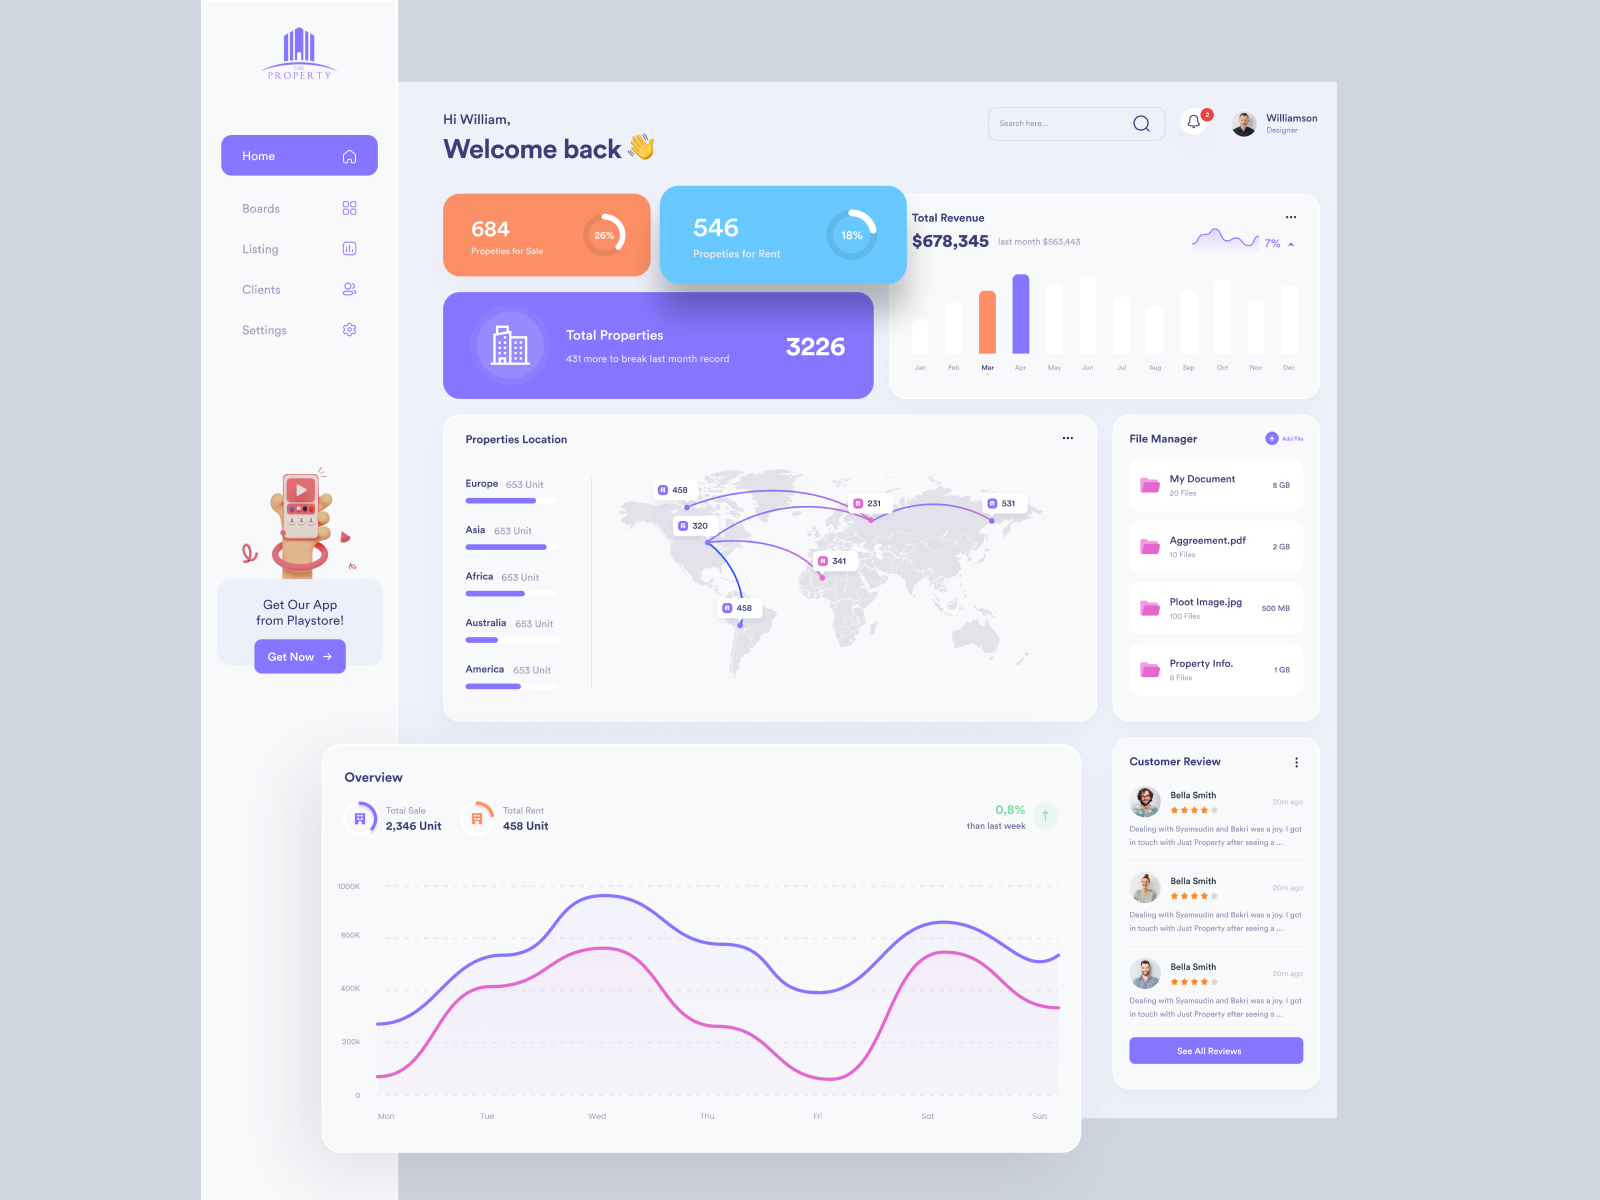 THE
PROPERTY
Home
Boards
Listing
Clients
Settings
Get Our App
from Playstore!
Get Now
Hi William,
Welcome back
Search here...
2
Williamson
Designer
684
Propeties for Sale
26%
546
Propeties for Rent
18%
Total Properties
431 more to break last month record
3226
Total Revenue
$678,345 last month $563,443
7%
Jan Feb Mar Apr May Jun Jul Aug Sep Oct Nov Dec
Properties Location
Europe 653 Unit
Asia 653 Unit
Africa 653 Unit
Australia 653 Unit
America 653 Unit
458
320
231
531
341
458
File Manager
Add File
My Document
20 Files
8 GB
Aggreement.pdf
10 Files
2 GB
Ploot Image.jpg
100 Files
500 MB
Property Info.
8 Files
1 GB
Overview
Total Sale
2,346 Unit
Total Rent
458 Unit
0,8%
than last week
1000K
800K
400K
200k
0
Mon Tue Wed Thu Fri Sat Sun
Customer Review
Bella Smith
20m ago
Dealing with Syamsudin and Bakri was a joy. I got
in touch with Just Property after seeing a ...
Bella Smith
20m ago
Dealing with Syamsudin and Bakri was a joy. I got
in touch with Just Property after seeing a ...
Bella Smith
20m ago
Dealing with Syamsudin and Bakri was a joy. I got
in touch with Just Property after seeing a ...
See All Reviews